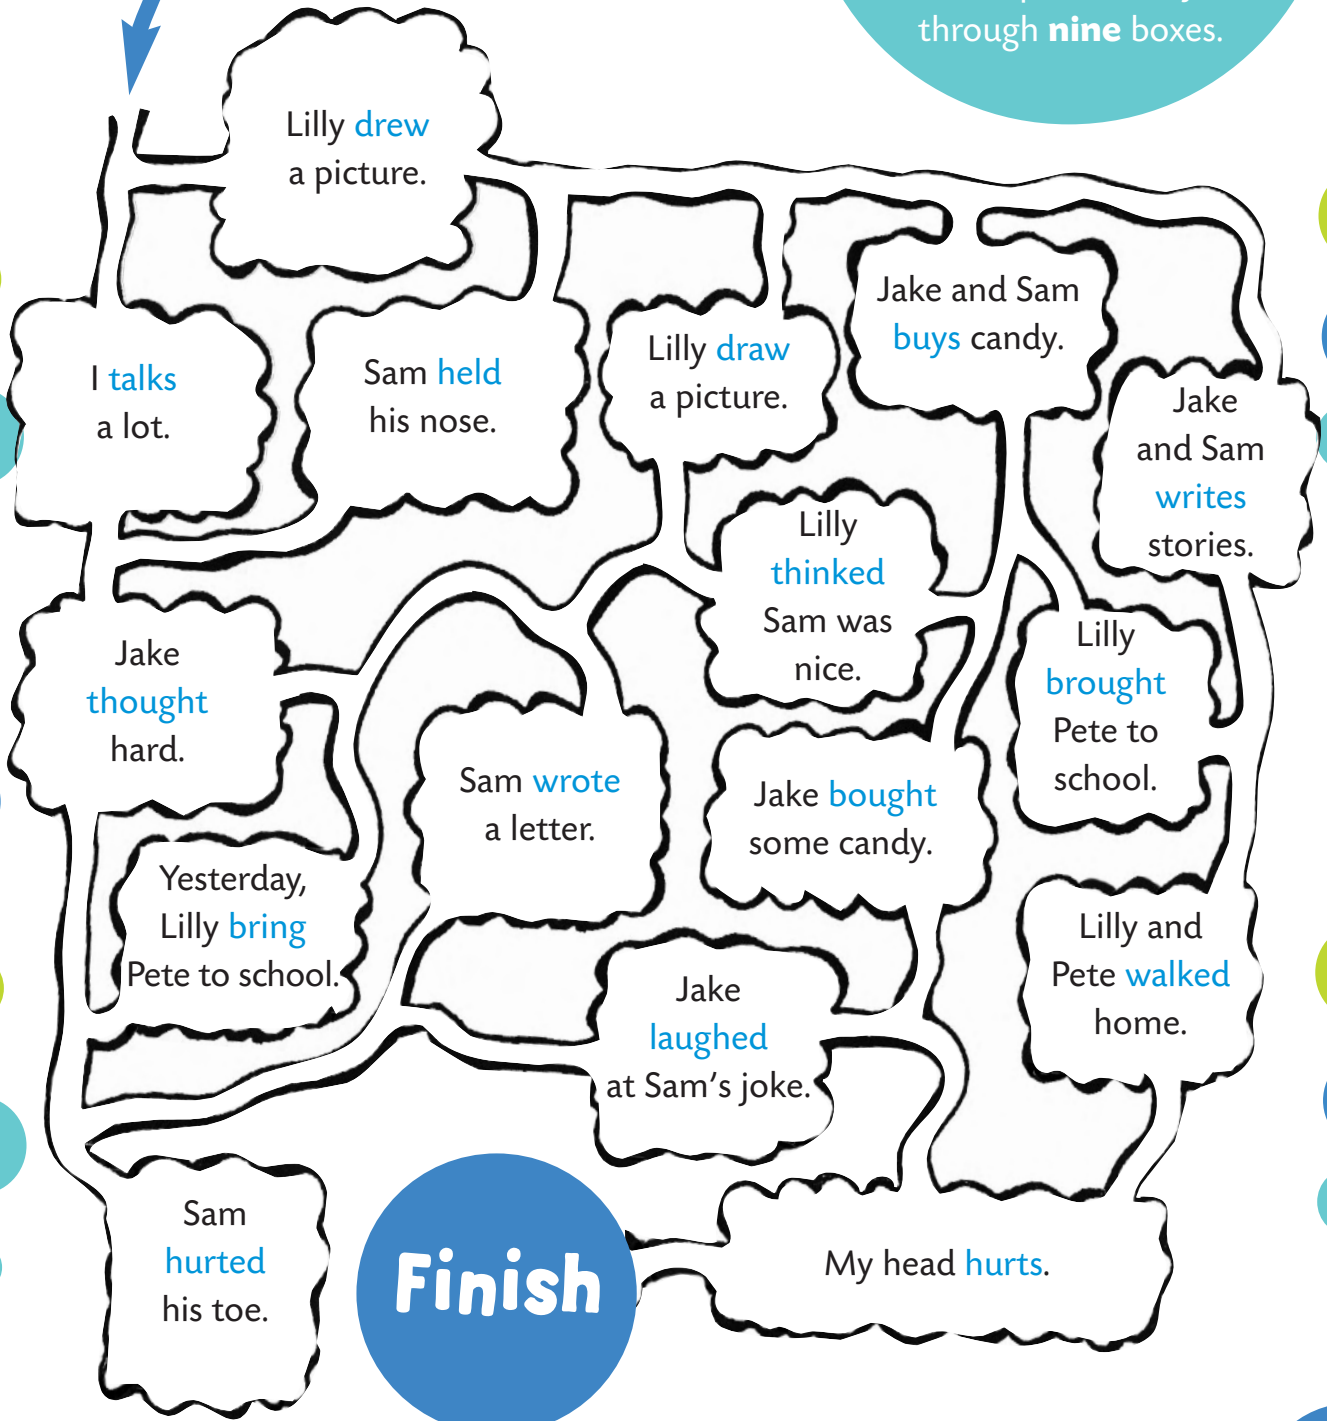 through nine boxes.
Lilly drew
a picture.
I talks
a lot.
Sam held
his nose.
Lilly draw
a picture.
Jake and Sam
buys candy.
Jake
and Sam
writes
stories.
Lilly
thinked
Sam was
nice.
Jake
thought
hard.
Lilly
brought
Pete to
school.
Sam wrote
a letter.
Jake bought
some candy.
Yesterday,
Lilly bring
Pete to school.
Lilly and
Pete walked
home.
Jake
laughed
at Sam's joke.
Sam
hurted
his toe.
Finish
My head hurts.